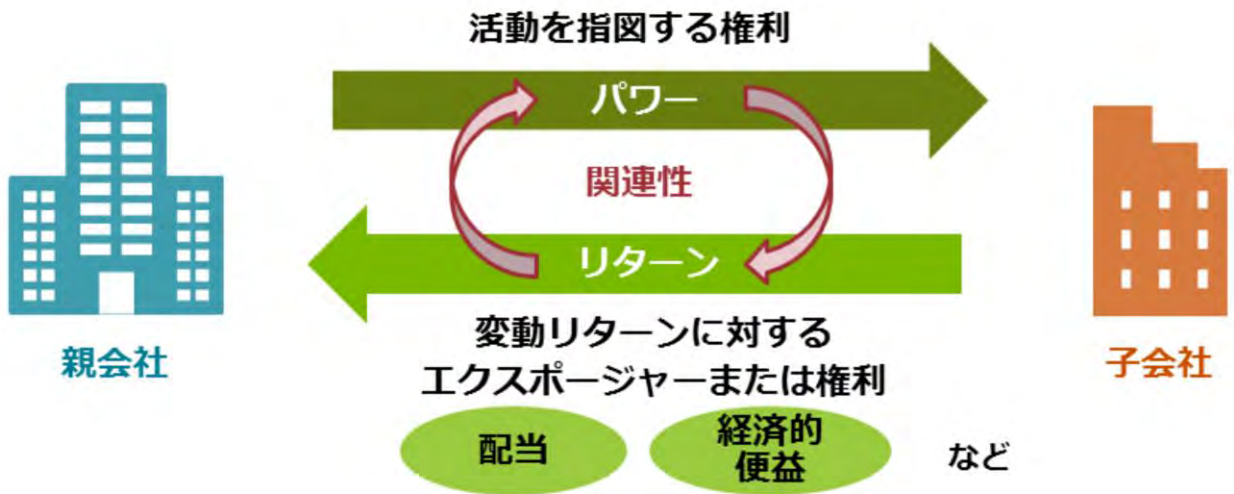 活動を指図する権利
パワー
関連性
リターン
親会社
子会社
変動リターンに対する
エクスポージャーまたは権利
配当
経済的
便益
など